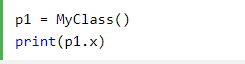 p1 = MyClass()
print(p1.x)